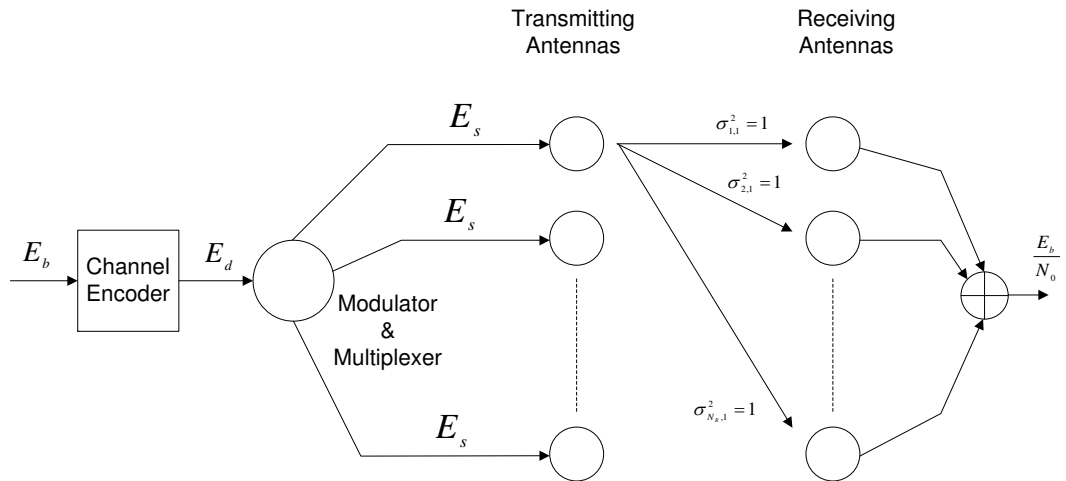 Transmitting
Antennas
Receiving
Antennas
E_s
σ²_{1,1} = 1
σ²_{2,1} = 1
E_s
E_b
Channel
Encoder
E_d
E_b
N_0
Modulator
&
Multiplexer
σ²_{N_R,1} = 1
E_s